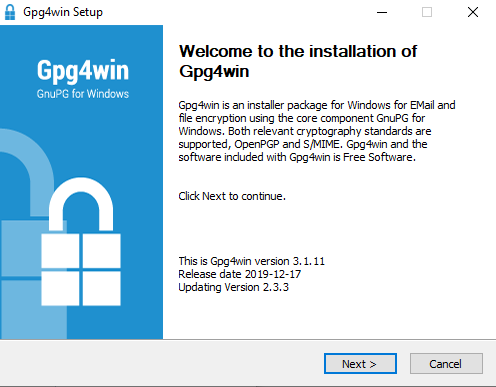 Gpg4win Setup
Gpg4win
GnuPG for Windows
Welcome to the installation of
Gpg4win
Gpg4win is an installer package for Windows for EMail and
file encryption using the core component GnuPG for
Windows. Both relevant cryptography standards are
supported, OpenPGP and S/MIME. Gpg4win and the
software included with Gpg4win is Free Software.
Click Next to continue.
This is Gpg4win version 3.1.11
Release date 2019-12-17
Updating Version 2.3.3
Next >
Cancel